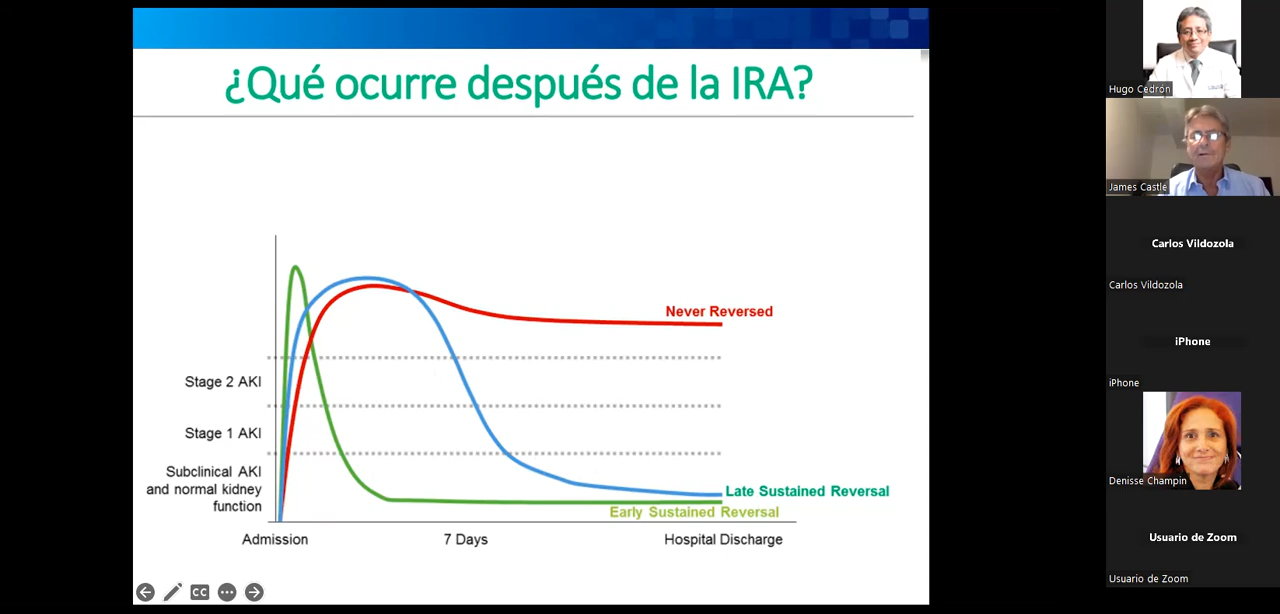 ¿Qué ocurre después de la IRA?
Never Reversed
Stage 2 AKI
Stage 1 AKI
Subclinical AKI
and normal kidney
function
Late Sustained Reversal
Early Sustained Reversal
Admission
7 Days
Hospital Discharge
CC
Hugo Cedrón
James Castle
Carlos Vildozola
Carlos Vildozola
iPhone
iPhone
Denisse Champin
Usuario de Zoom
Usuario de Zoom